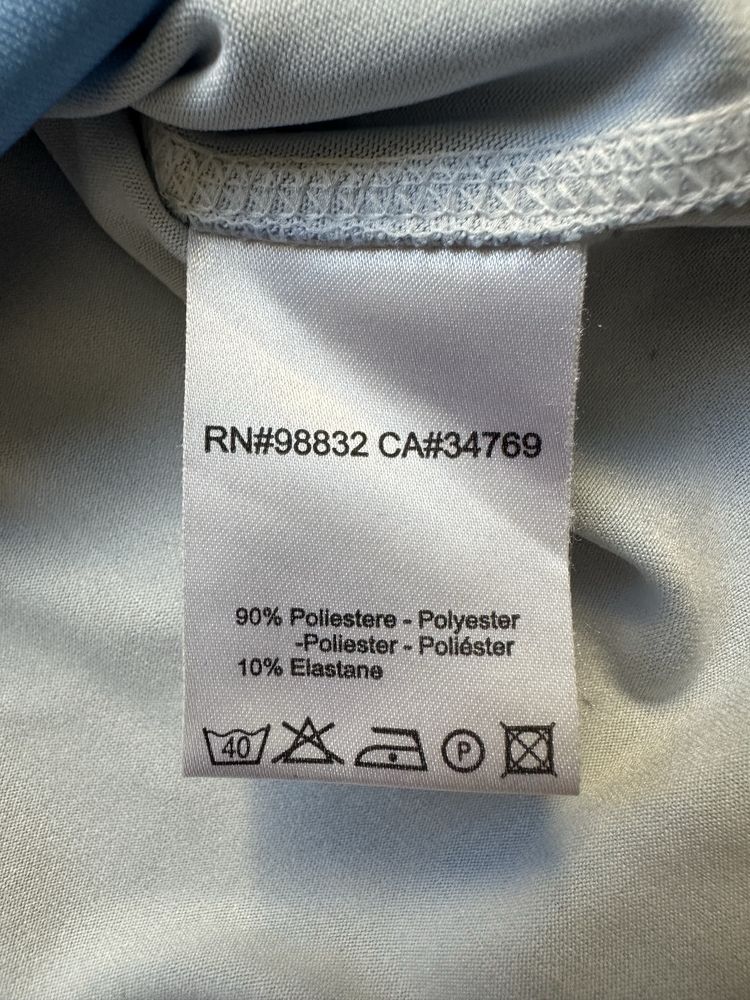 RN#98832 CA#34769
90% Poliestere - Polyester
-Poliester - Poliéster
10% Elastane
40 P